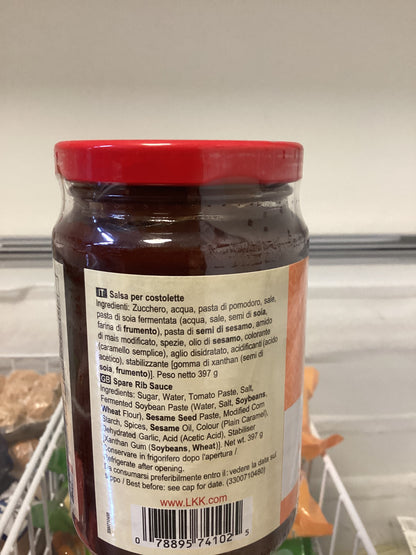 IT Salsa per costolette
Ingredienti: Zucchero, acqua, pasta di pomodoro, sale,
pasta di soia fermentata (acqua, sale, semi di soia,
farina di frumento), pasta di semi di sesamo, amido
di mais modificato, spezie, olio di sesamo, colorante
(caramello semplice), aglio disidratato, acidificanti (acido
acetico), stabilizzante [gomma di xanthan (semi di
soia, frumento)]. Peso netto 397 g
GB Spare Rib Sauce
Ingredients: Sugar, Water, Tomato Paste, Salt,
Fermented Soybean Paste (Water, Salt, Soybeans,
Wheat Flour), Sesame Seed Paste, Modified Corn
Starch, Spices, Sesame Oil, Colour (Plain Caramel),
Dehydrated Garlic, Acid (Acetic Acid), Stabiliser
[Xanthan Gum (Soybeans, Wheat)]. Net wt. 397 g
Conservare in frigorifero dopo l'apertura /
Refrigerate after opening.
Da consumarsi preferibilmente entro il: vedere la data sul
tappo / Best before: see cap for date. (3300710460)
www.LKK.com
0 78895 74102 5